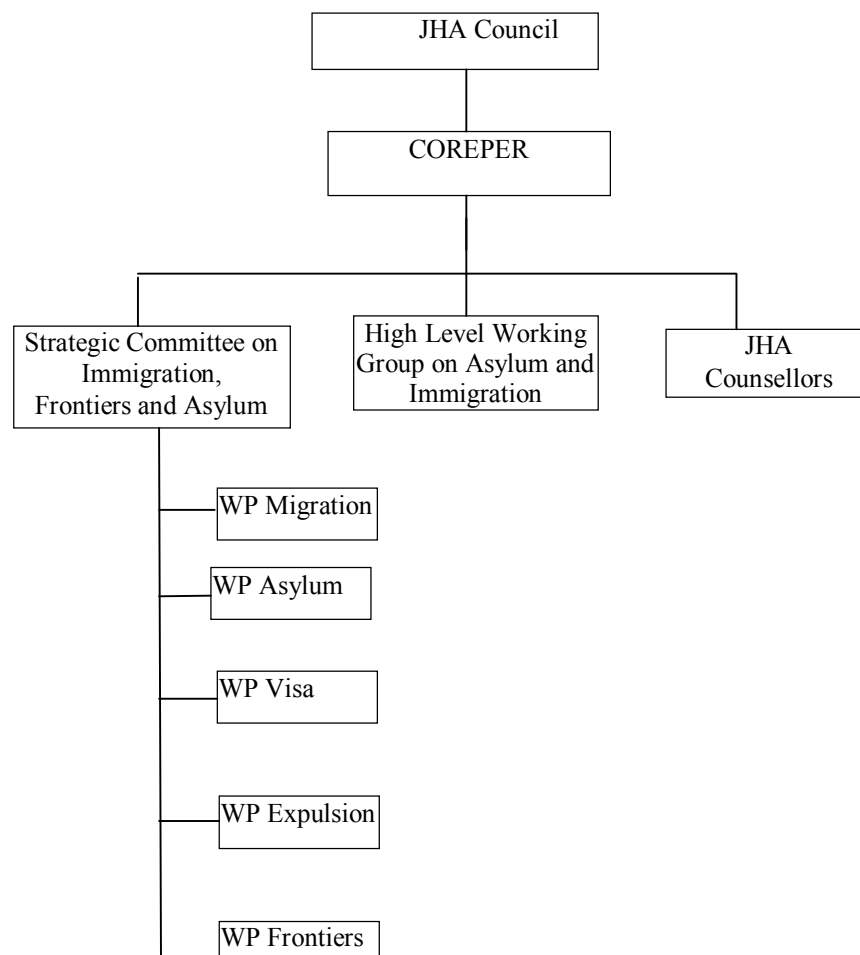 JHA Council
COREPER
Strategic Committee on
Immigration,
Frontiers and Asylum
High Level Working
Group on Asylum and
Immigration
JHA
Counsellors
WP Migration
WP Asylum
WP Visa
WP Expulsion
WP Frontiers